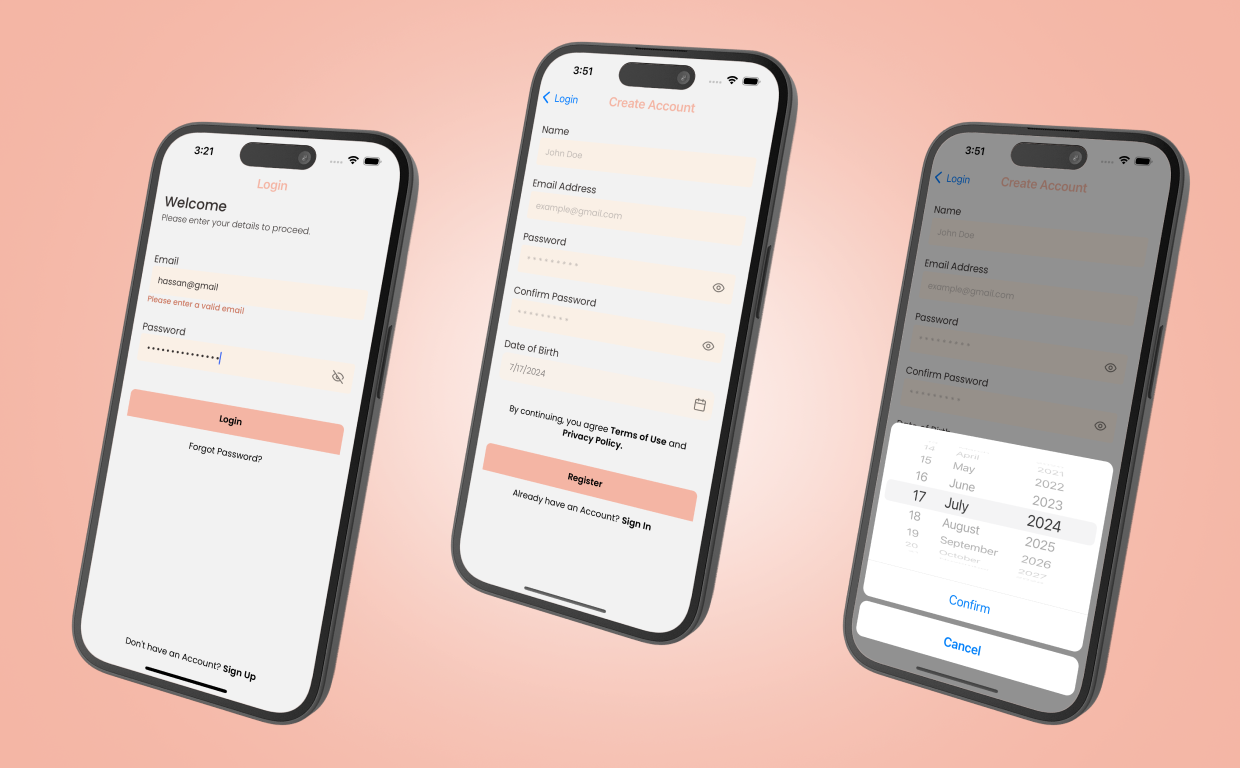 3:21
Login
Welcome
Please enter your details to proceed.
Email
hassan@gmail
Please enter a valid email
Password
•••••••••••••••
Login
Forgot Password?
Don't have an Account? Sign Up
3:51
Login
Create Account
Name
John Doe
Email Address
example@gmail.com
Password
•••••••••
Confirm Password
•••••••••
Date of Birth
7/17/2024
By continuing, you agree Terms of Use and
Privacy Policy.
Register
Already have an Account? Sign In
3:51
Login
Create Account
Name
John Doe
Email Address
example@gmail.com
Password
•••••••••
Confirm Password
•••••••••
Date of Birth
14 April 2021
15 May 2022
16 June 2023
17 July 2024
18 August 2025
19 September 2026
20 October 2027
Confirm
Cancel